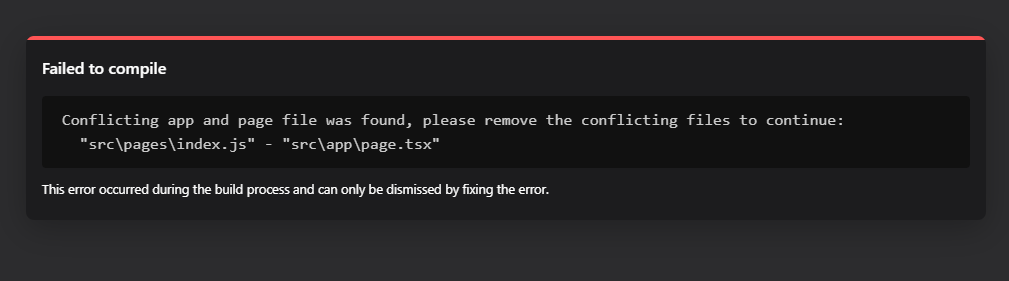 Failed to compile
Conflicting app and page file was found, please remove the conflicting files to continue:
"src\pages\index.js" - "src\app\page.tsx"
This error occurred during the build process and can only be dismissed by fixing the error.